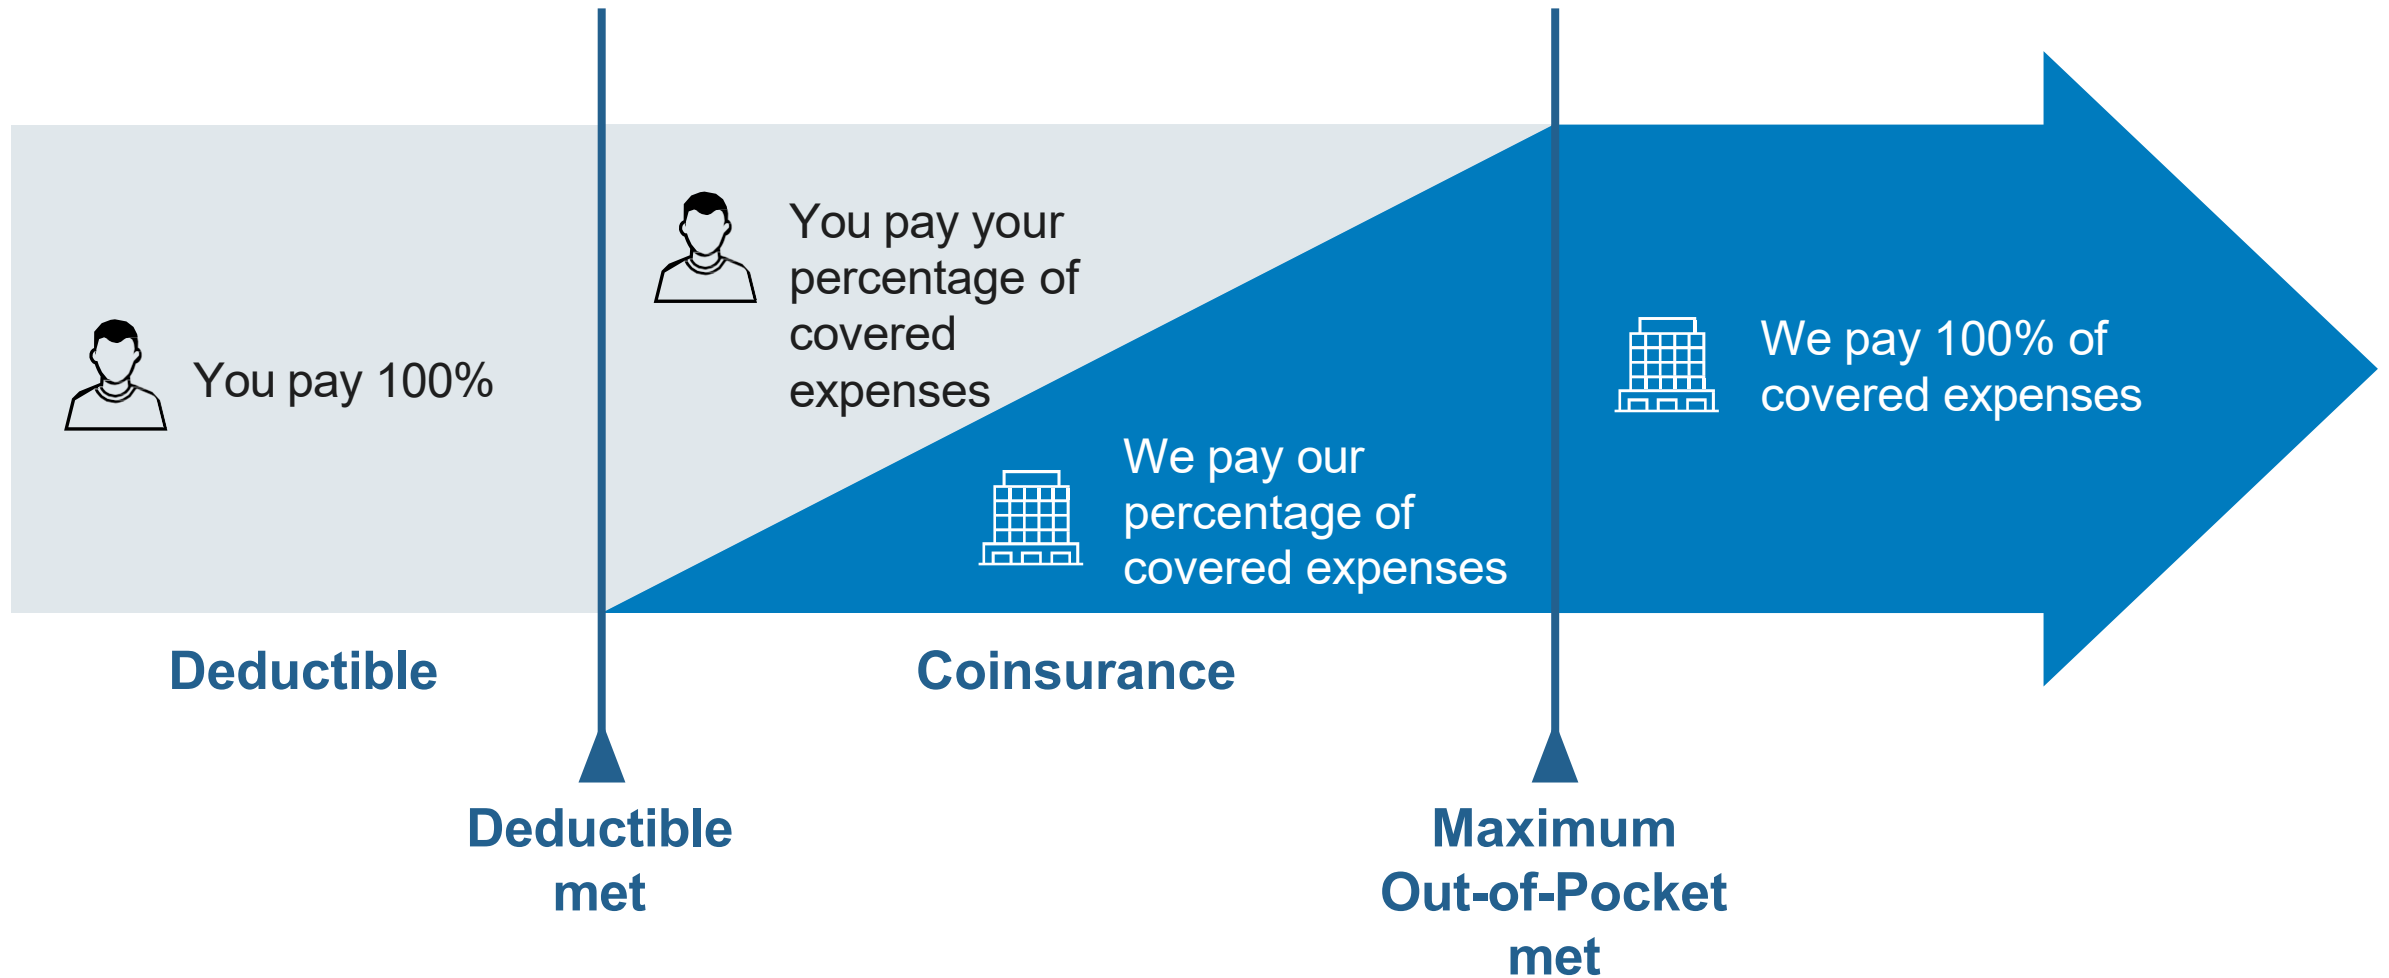 You pay 100%
You pay your
percentage of
covered
expenses
We pay our
percentage of
covered expenses
We pay 100% of
covered expenses
Deductible
Coinsurance
Deductible
met
Maximum
Out-of-Pocket
met